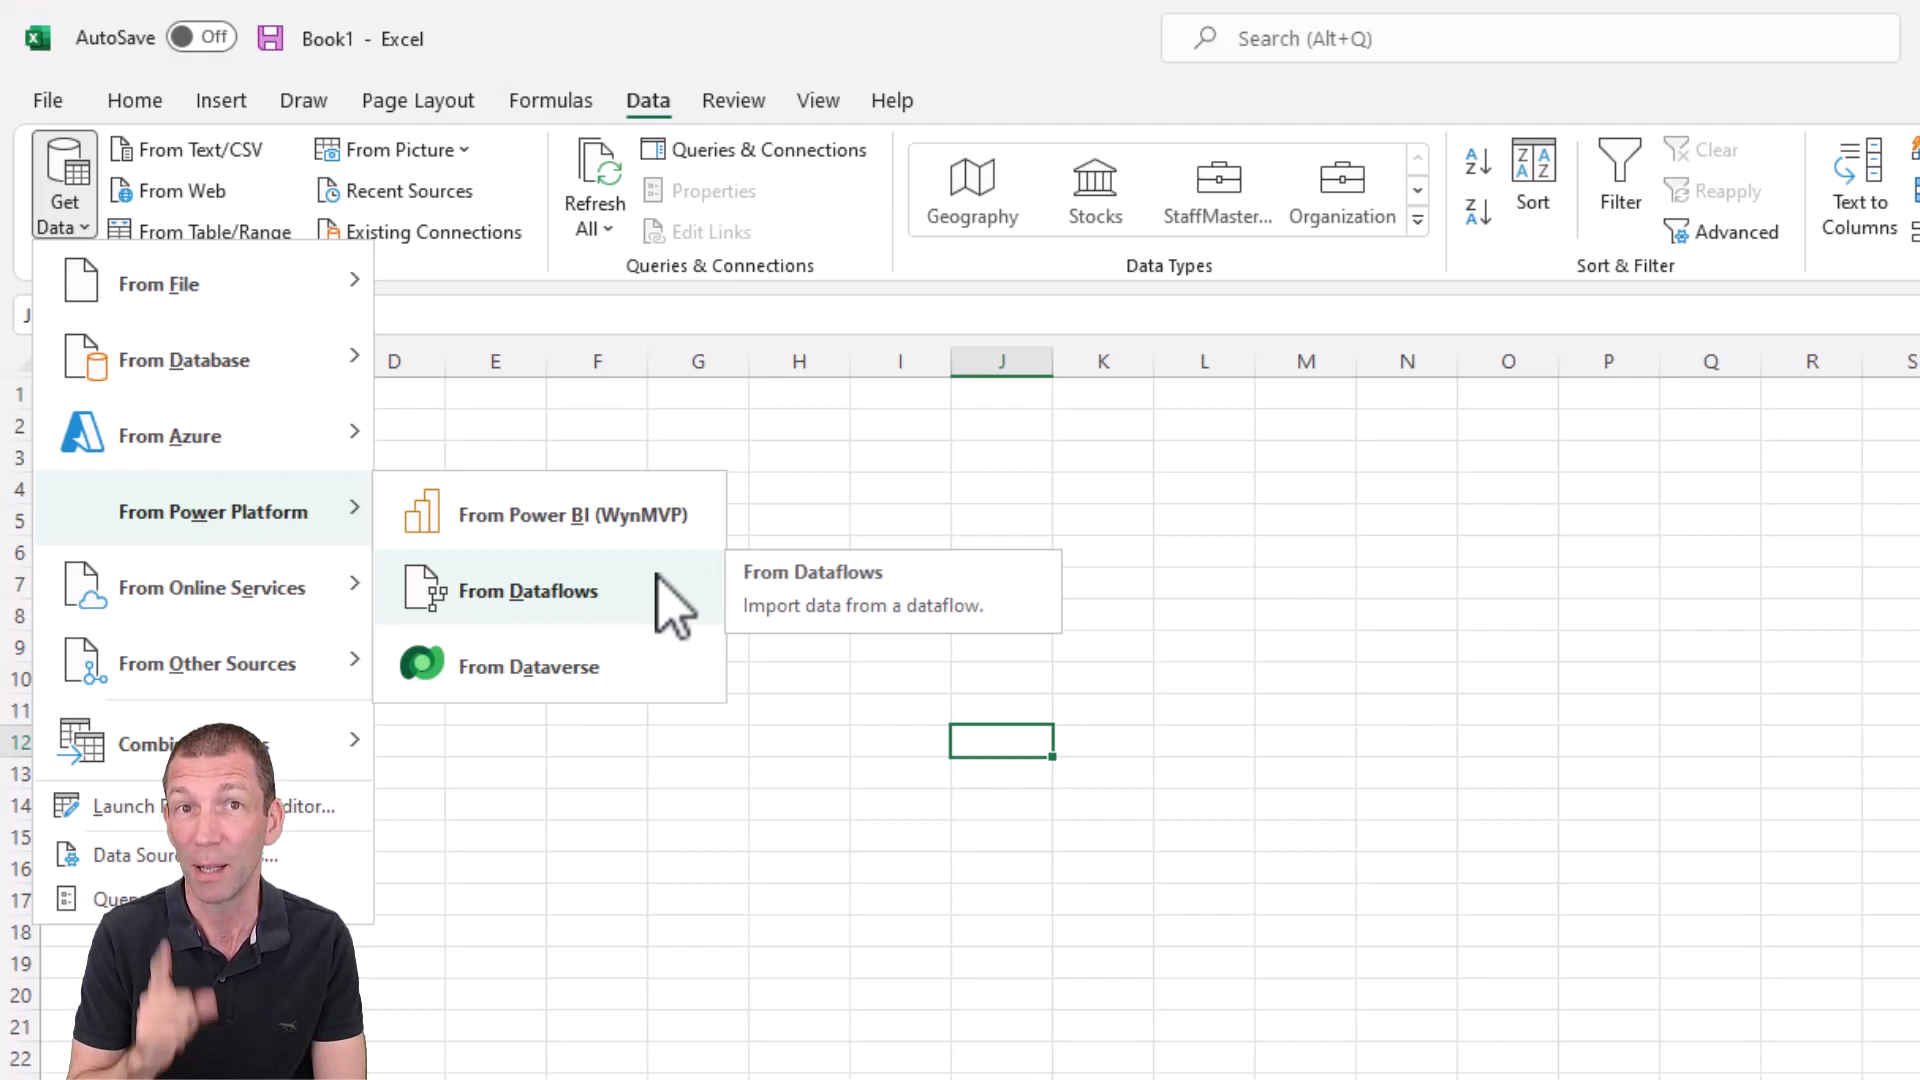 AutoSave Off Book1 - Excel Search (Alt+Q)
File Home Insert Draw Page Layout Formulas Data Review View Help
Get Data
From Text/CSV
From Web
From Table/Range
From Picture
Recent Sources
Existing Connections
Refresh All
Queries & Connections
Properties
Edit Links
Queries & Connections
Geography Stocks StaffMaster... Organization
Data Types
Sort
Filter
Clear
Reapply
Advanced
Sort & Filter
Text to Columns
J
From File
From Database
From Azure
From Power Platform
From Online Services
From Other Sources
Launch
ditor...
...
From Power BI (WynMVP)
From Dataflows
From Dataverse
From Dataflows
Import data from a dataflow.
D E F G H I J K L M N O P Q R S
1
2
3
4
5
6
7
8
9
10
11
12
13
14
15
16
17
18
19
20
21
22